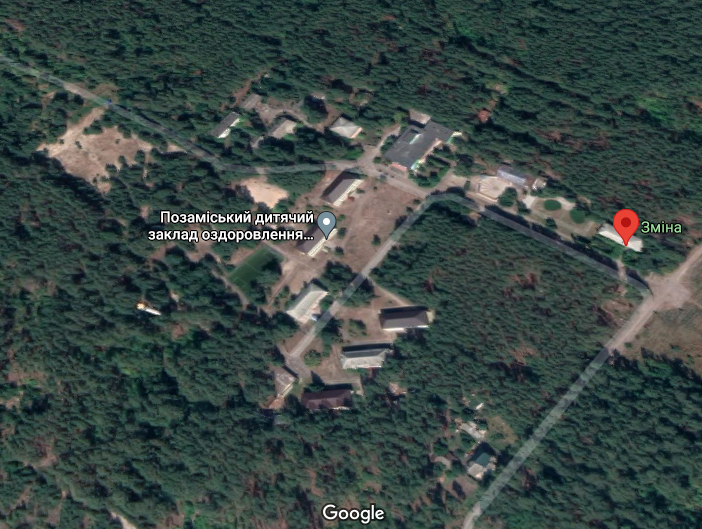 Позаміський дитячий
заклад оздоровлення...
Зміна
Google